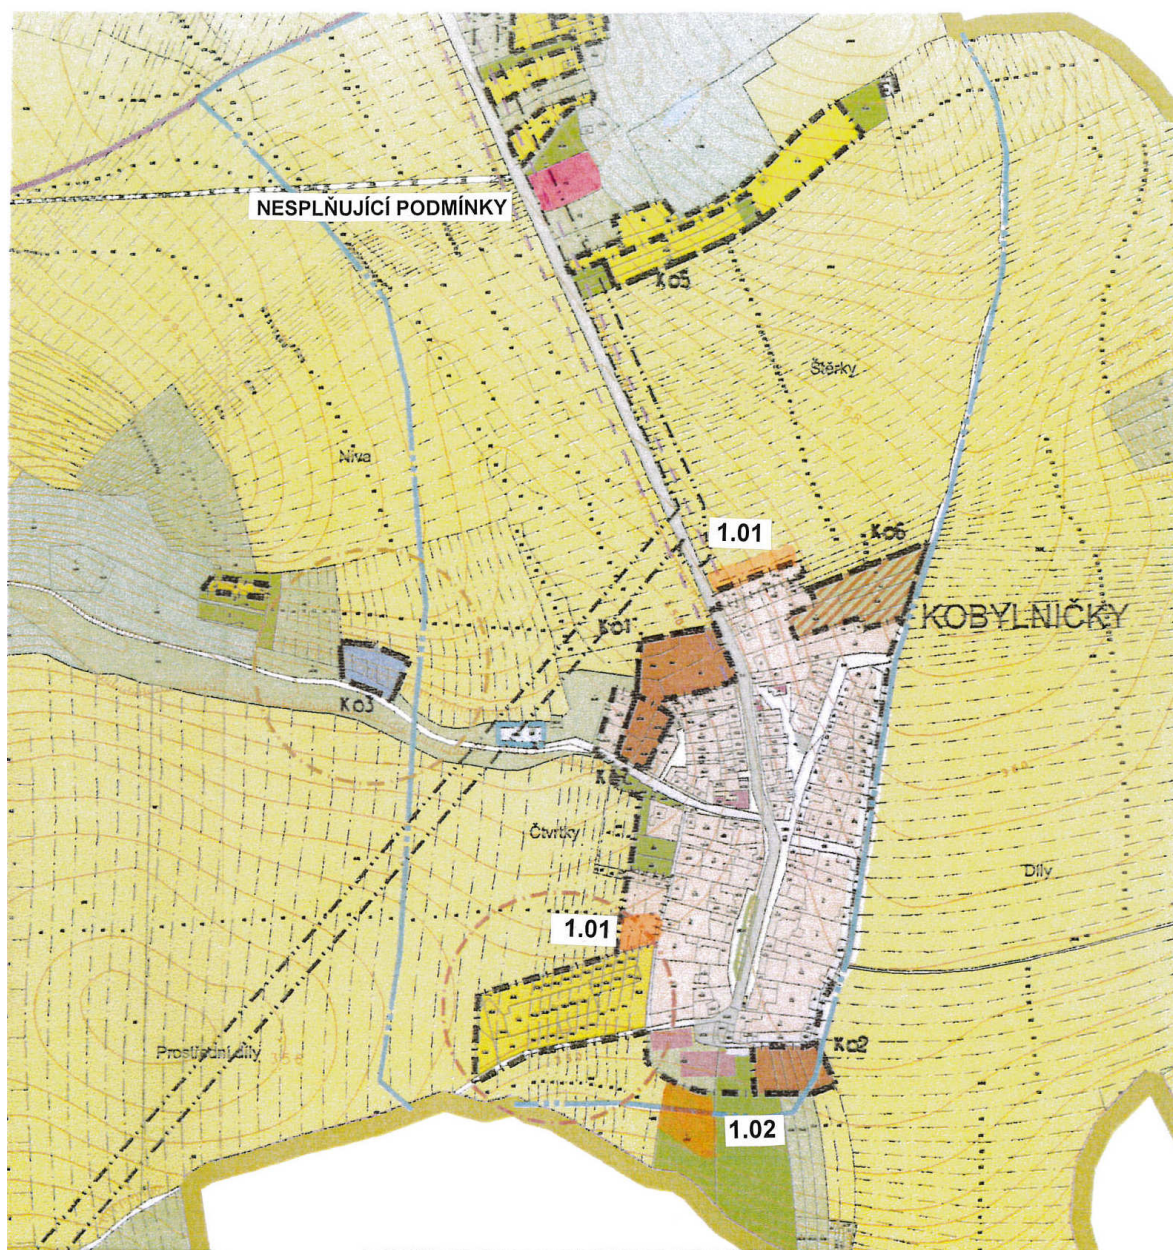 NESPLŇUJÍCÍ PODMÍNKY
Ko5
Štěrky
Niva
1.01
Ko6
KOBYLNIČKY
Ko1
Ko3
Ko7
Čtvrtky
Díly
1.01
Prostřední díly
Ko2
1.02